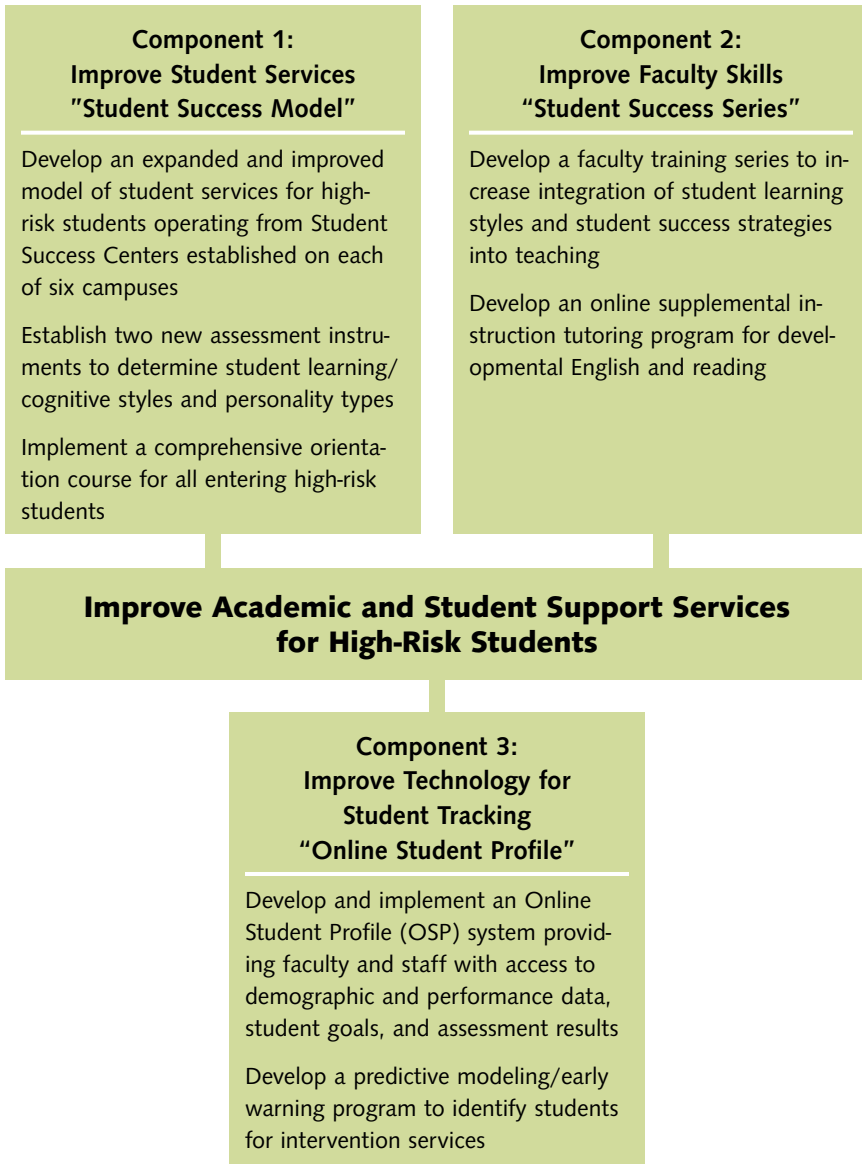 Component 1:
Improve Student Services
"Student Success Model”
Develop an expanded and improved
model of student services for high-
risk students operating from Student
Success Centers established on each
of six campuses
Establish two new assessment instru-
ments to determine student learning/
cognitive styles and personality types
Implement a comprehensive orienta-
tion course for all entering high-risk
students
Component 2:
Improve Faculty Skills
“Student Success Series”
Develop a faculty training series to in-
crease integration of student learning
styles and student success strategies
into teaching
Develop an online supplemental in-
struction tutoring program for devel-
opmental English and reading
Improve Academic and Student Support Services
for High-Risk Students
Component 3:
Improve Technology for
Student Tracking
“Online Student Profile”
Develop and implement an Online
Student Profile (OSP) system provid-
ing faculty and staff with access to
demographic and performance data,
student goals, and assessment results
Develop a predictive modeling/early
warning program to identify students
for intervention services